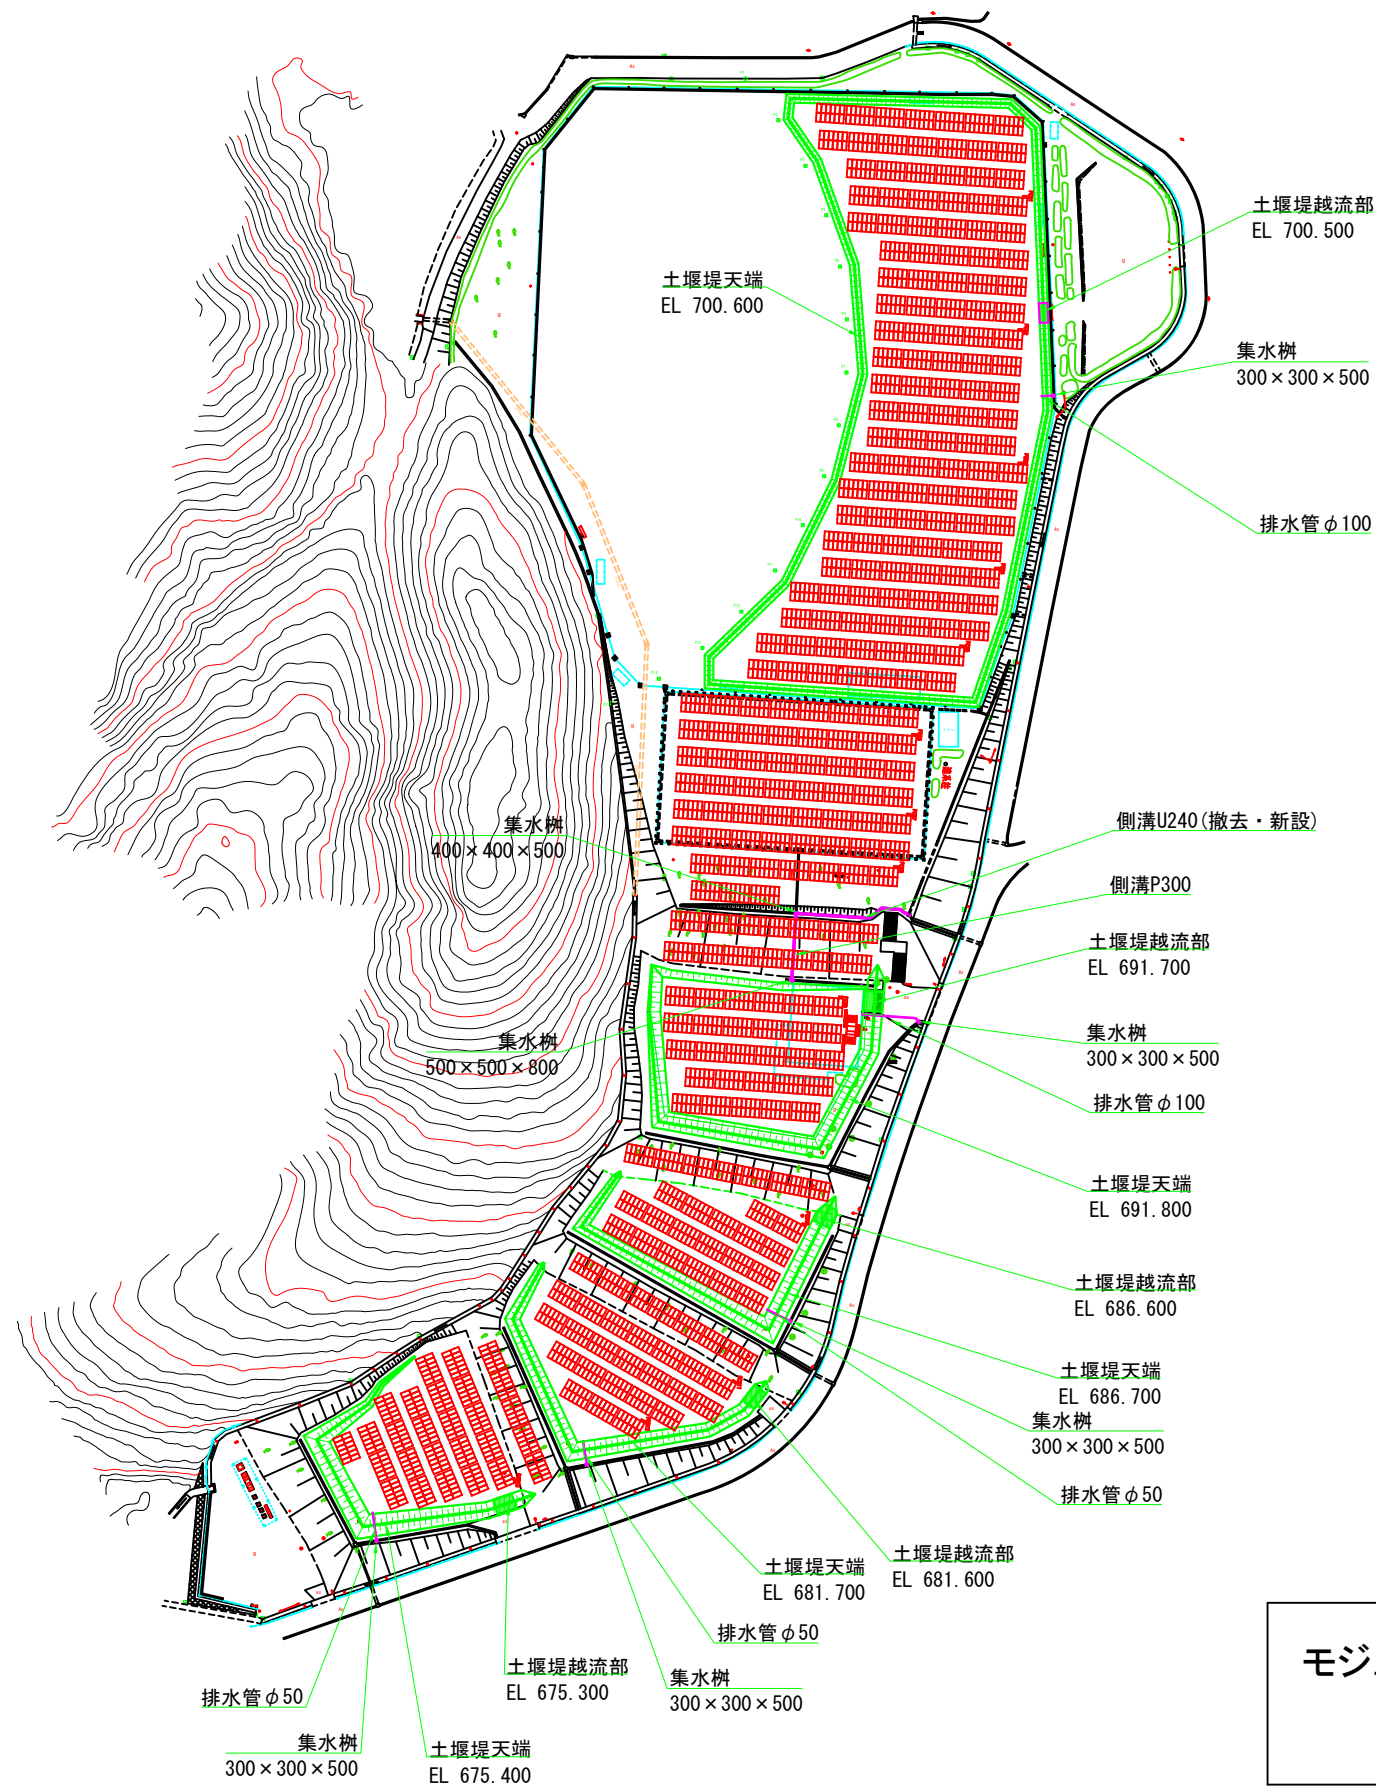 土堰堤越流部
EL 700.500
土堰堤天端
EL 700.600
集水桝
300×300×500
排水管φ100
集水桝
400×400×500
側溝U240(撤去・新設)
側溝P300
土堰堤越流部
EL 691.700
集水桝
500×500×800
集水桝
300×300×500
排水管φ100
土堰堤天端
EL 691.800
土堰堤越流部
EL 686.600
土堰堤天端
EL 686.700
集水桝
300×300×500
排水管φ50
土堰堤越流部
EL 681.600
土堰堤天端
EL 681.700
排水管φ50
土堰堤越流部
EL 675.300
集水桝
300×300×500
排水管φ50
集水桝
300×300×500
土堰堤天端
EL 675.400
モジ